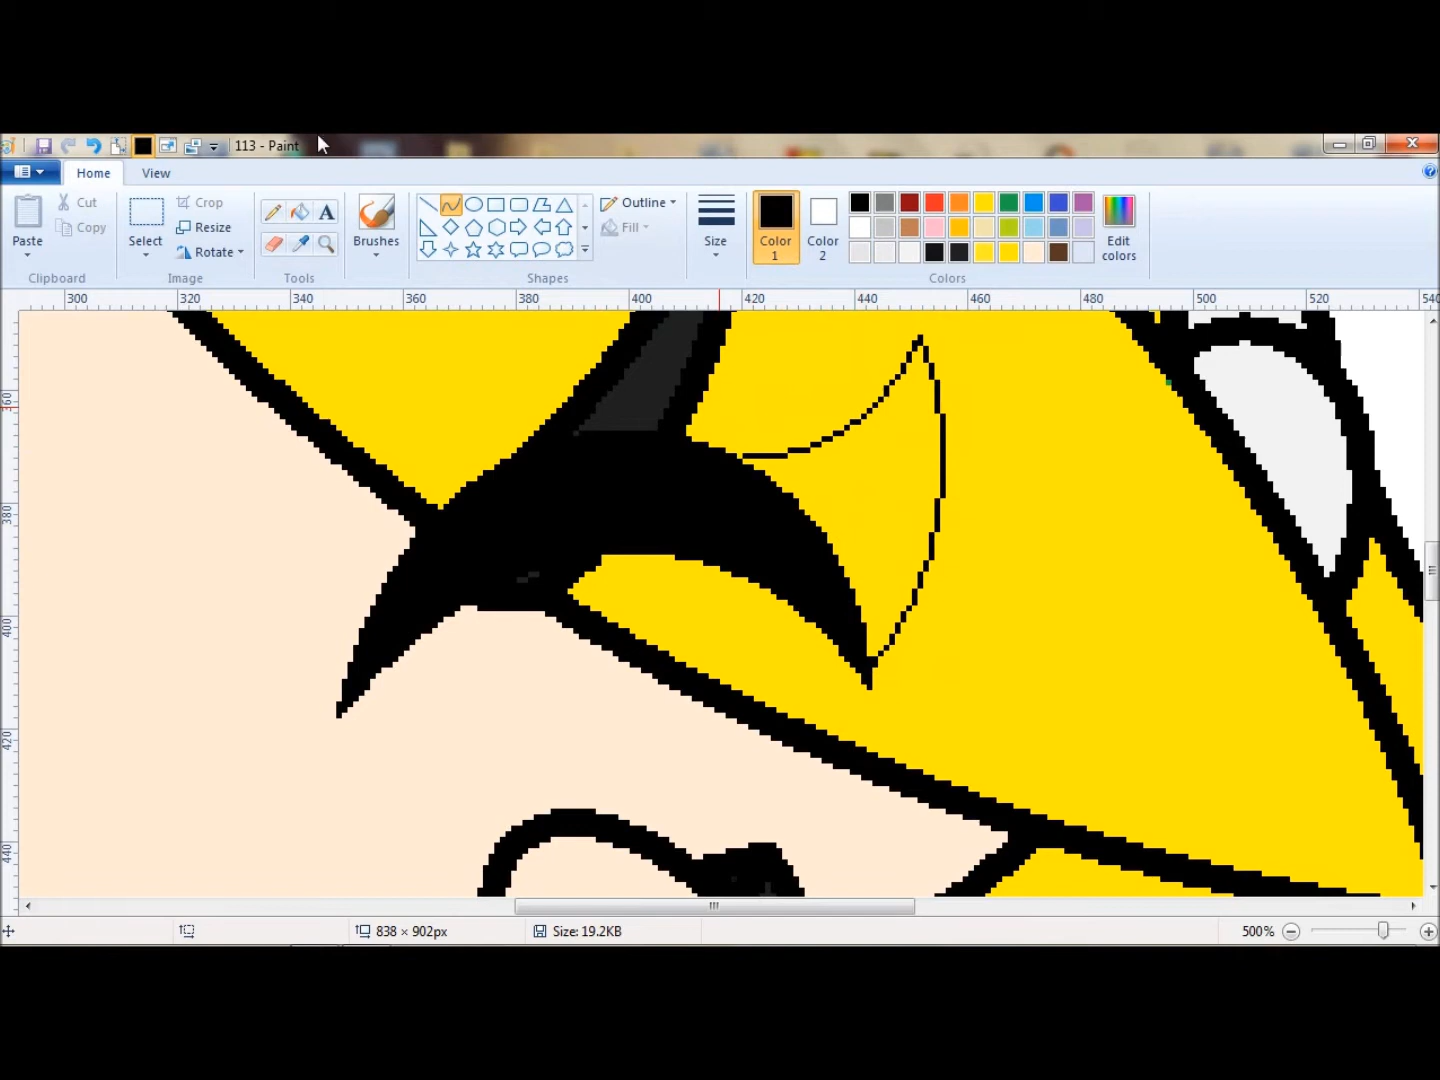 113 - Paint
Home View
Paste
Cut
Copy
Clipboard
Select
Crop
Resize
Rotate
Image
A
Tools
Brushes
Outline
Fill
Shapes
Size
Color 1
Color 2
Edit colors
Colors
300 320 340 360 380 400 420 440 460 480 500 520 540
360
380
400
420
440
838 × 902px
Size: 19.2KB
500%